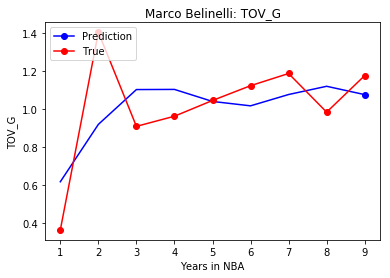 Marco Belinelli: TOV_G
Prediction
True
1.4
1.2
1.0
0.8
0.6
0.4
TOV_G
1 2 3 4 5 6 7 8 9
Years in NBA